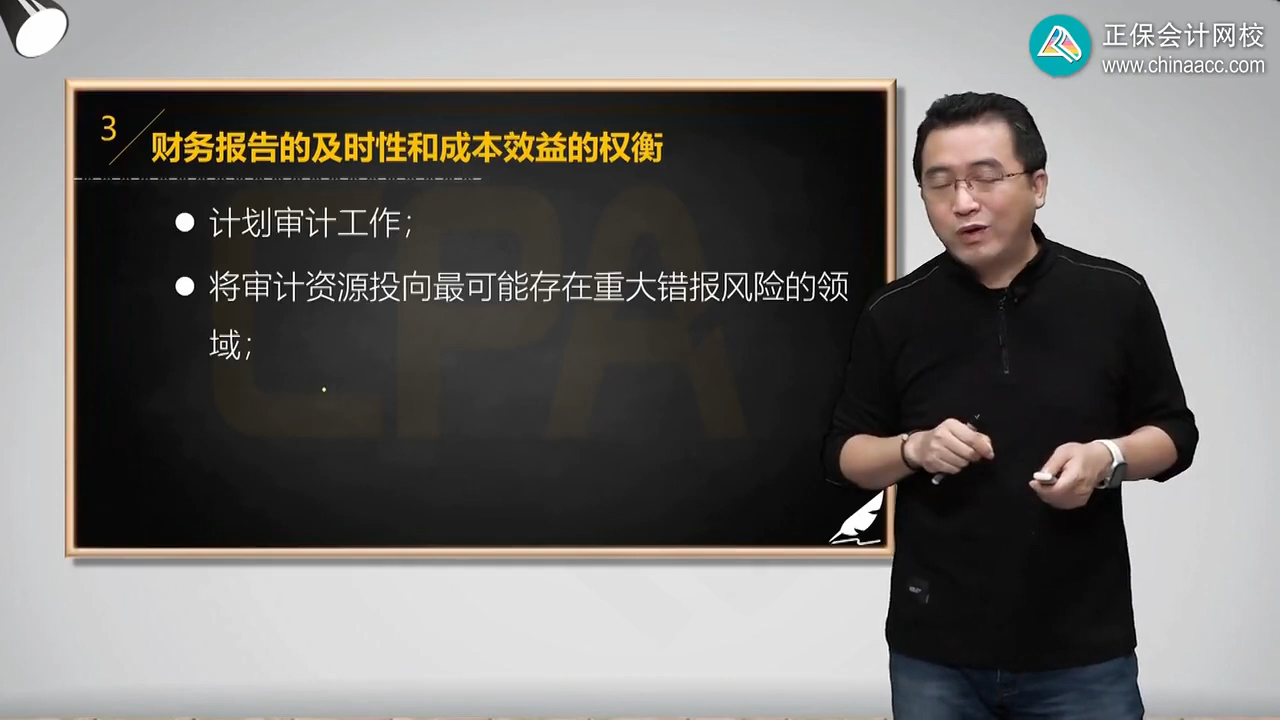 正保会计网校
www.chinaacc.com
3
财务报告的及时性和成本效益的权衡
计划审计工作；
将审计资源投向最可能存在重大错报风险的领
域；
CPA